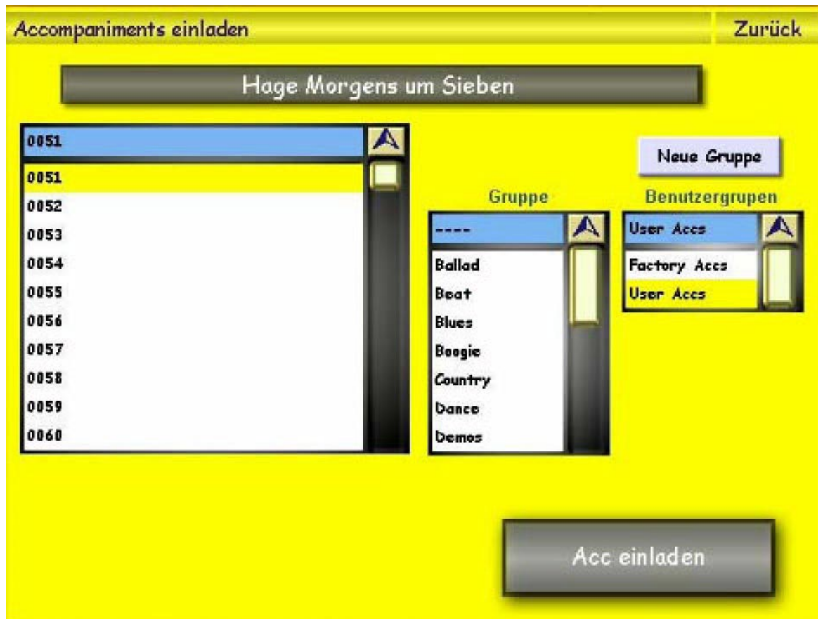 Accompaniments einladen
Zurück
Hage Morgens um Sieben
0051
0051
0052
0053
0054
0055
0056
0057
0058
0059
0060
Gruppe
----
Ballad
Beat
Blues
Boogie
Country
Dance
Demos
Neue Gruppe
Benutzergrupen
User Accs
Factory Accs
User Accs
Acc einladen